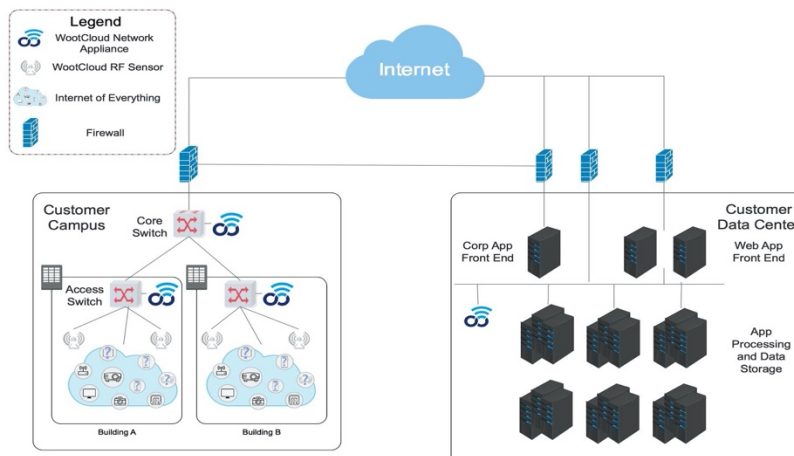 Legend
WootCloud Network
Appliance
WootCloud RF Sensor
Internet of Everything
Firewall
Internet
Customer
Campus
Core
Switch
Access
Switch
Building A
Building B
Customer
Data Center
Corp App
Front End
Web App
Front End
App
Processing
and Data
Storage